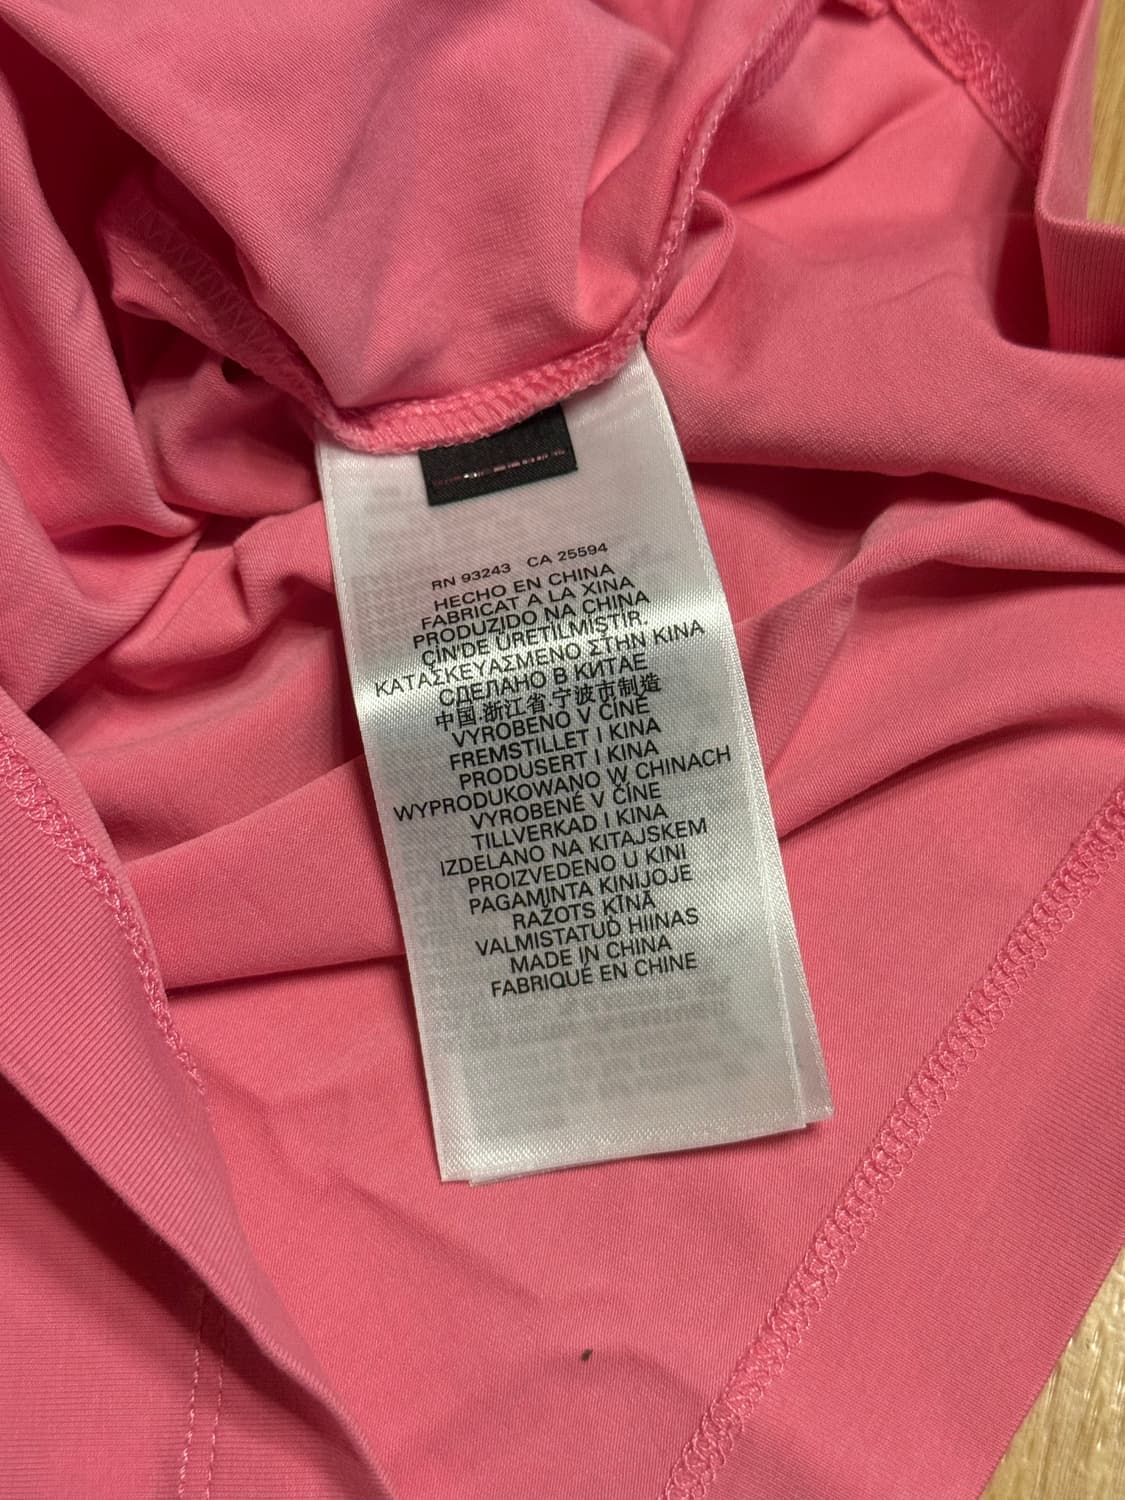 RN 93243 CA 25594
HECHO EN CHINA
FABRICAT A LA XINA
PRODUZIDO NA CHINA
ÇİN'DE ÜRETİLMİŞTİR.
ΚΑΤΑΣΚΕΥΑΣΜΕΝΟ ΣΤΗΝ ΚΙΝΑ
СДЕЛАНО В КИТАЕ
中国.浙江省.宁波市制造
VYROBENO V ČÍNĚ
FREMSTILLET I KINA
PRODUSERT I KINA
WYPRODUKOWANO W CHINACH
VYROBENÉ V ČÍNE
TILLVERKAD I KINA
IZDELANO NA KITAJSKEM
PROIZVEDENO U KINI
PAGAMINTA KINIJOJE
RAŽOTS ĶĪNĀ
VALMISTATUD HIINAS
MADE IN CHINA
FABRIQUÉ EN CHINE